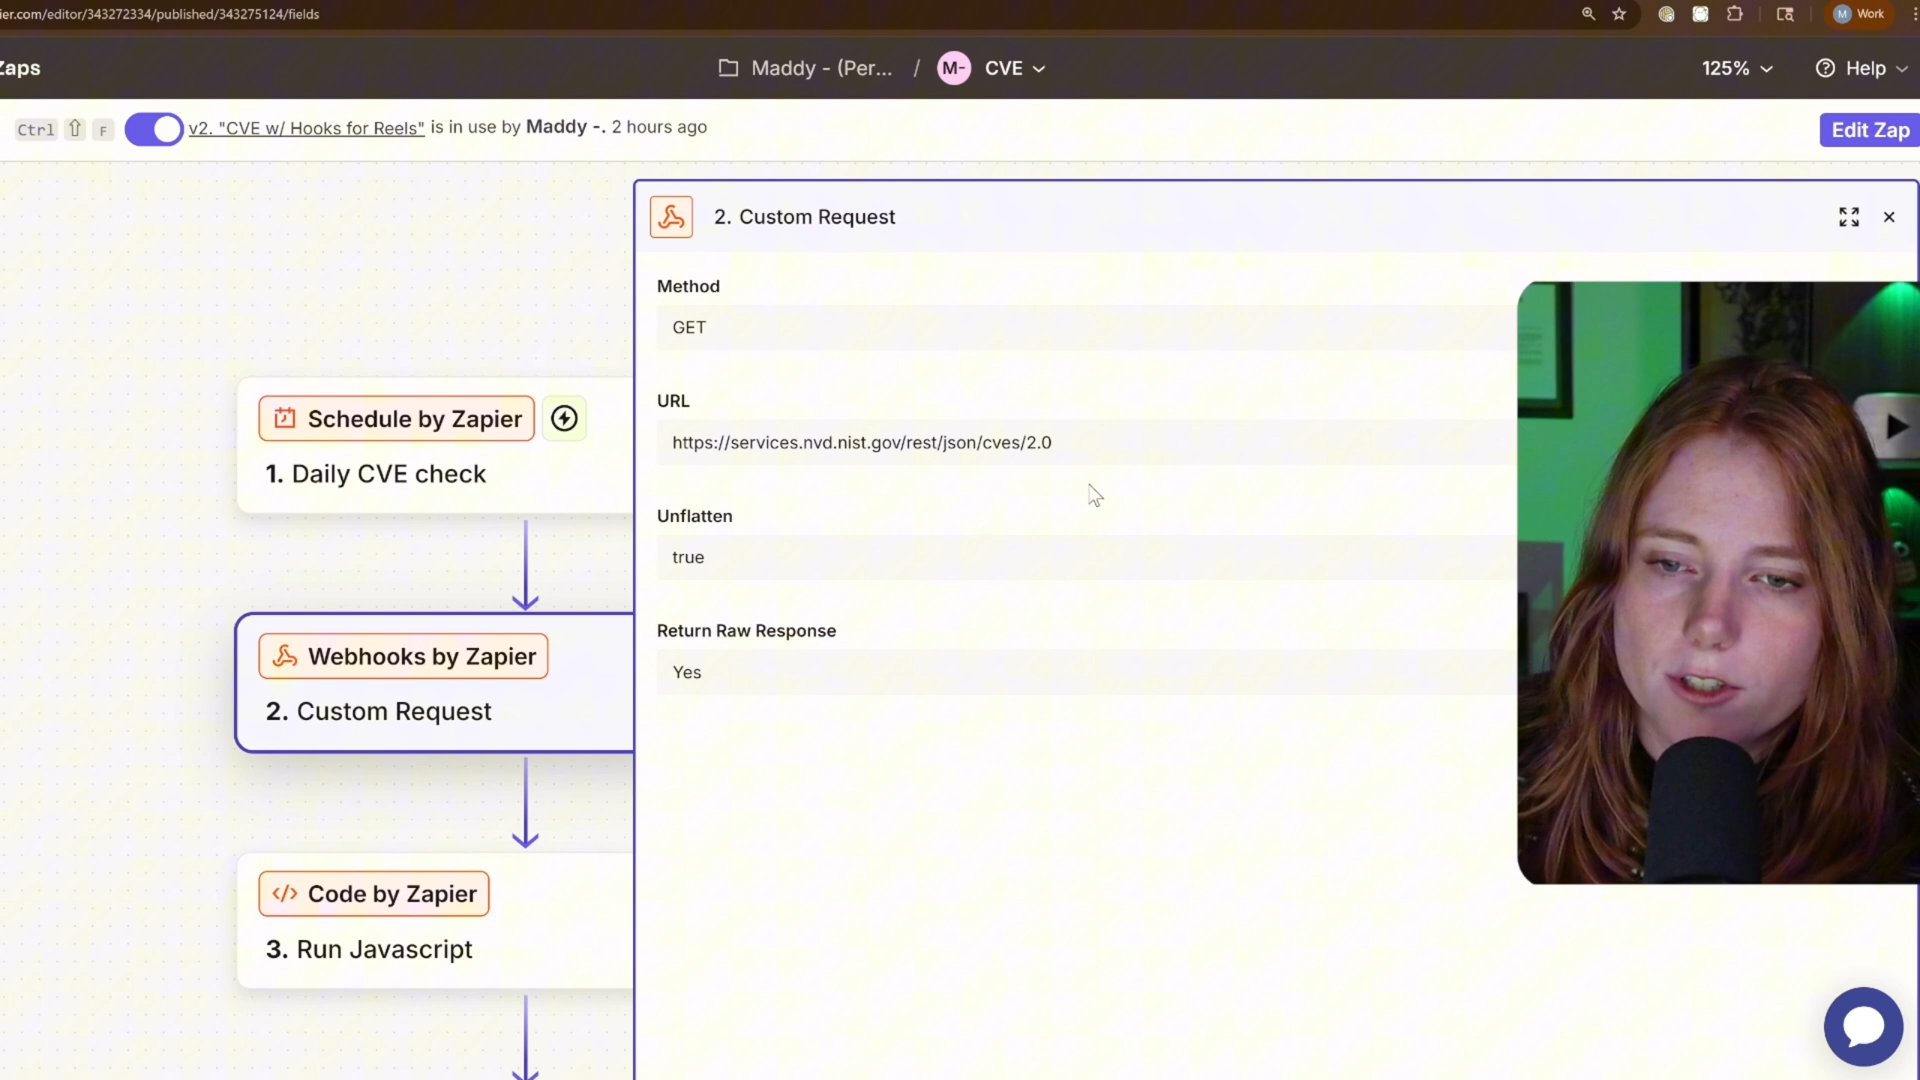 ier.com/editor/343272334/published/343275124/fields
M Work
Zaps
Maddy - (Per... / M- CVE
125%
Help
Ctrl ⇧ F
v2. "CVE w/ Hooks for Reels" is in use by Maddy -. 2 hours ago
Edit Zap
2. Custom Request
Method
GET
URL
https://services.nvd.nist.gov/rest/json/cves/2.0
Unflatten
true
Return Raw Response
Yes
Schedule by Zapier
1. Daily CVE check
Webhooks by Zapier
2. Custom Request
Code by Zapier
3. Run Javascript